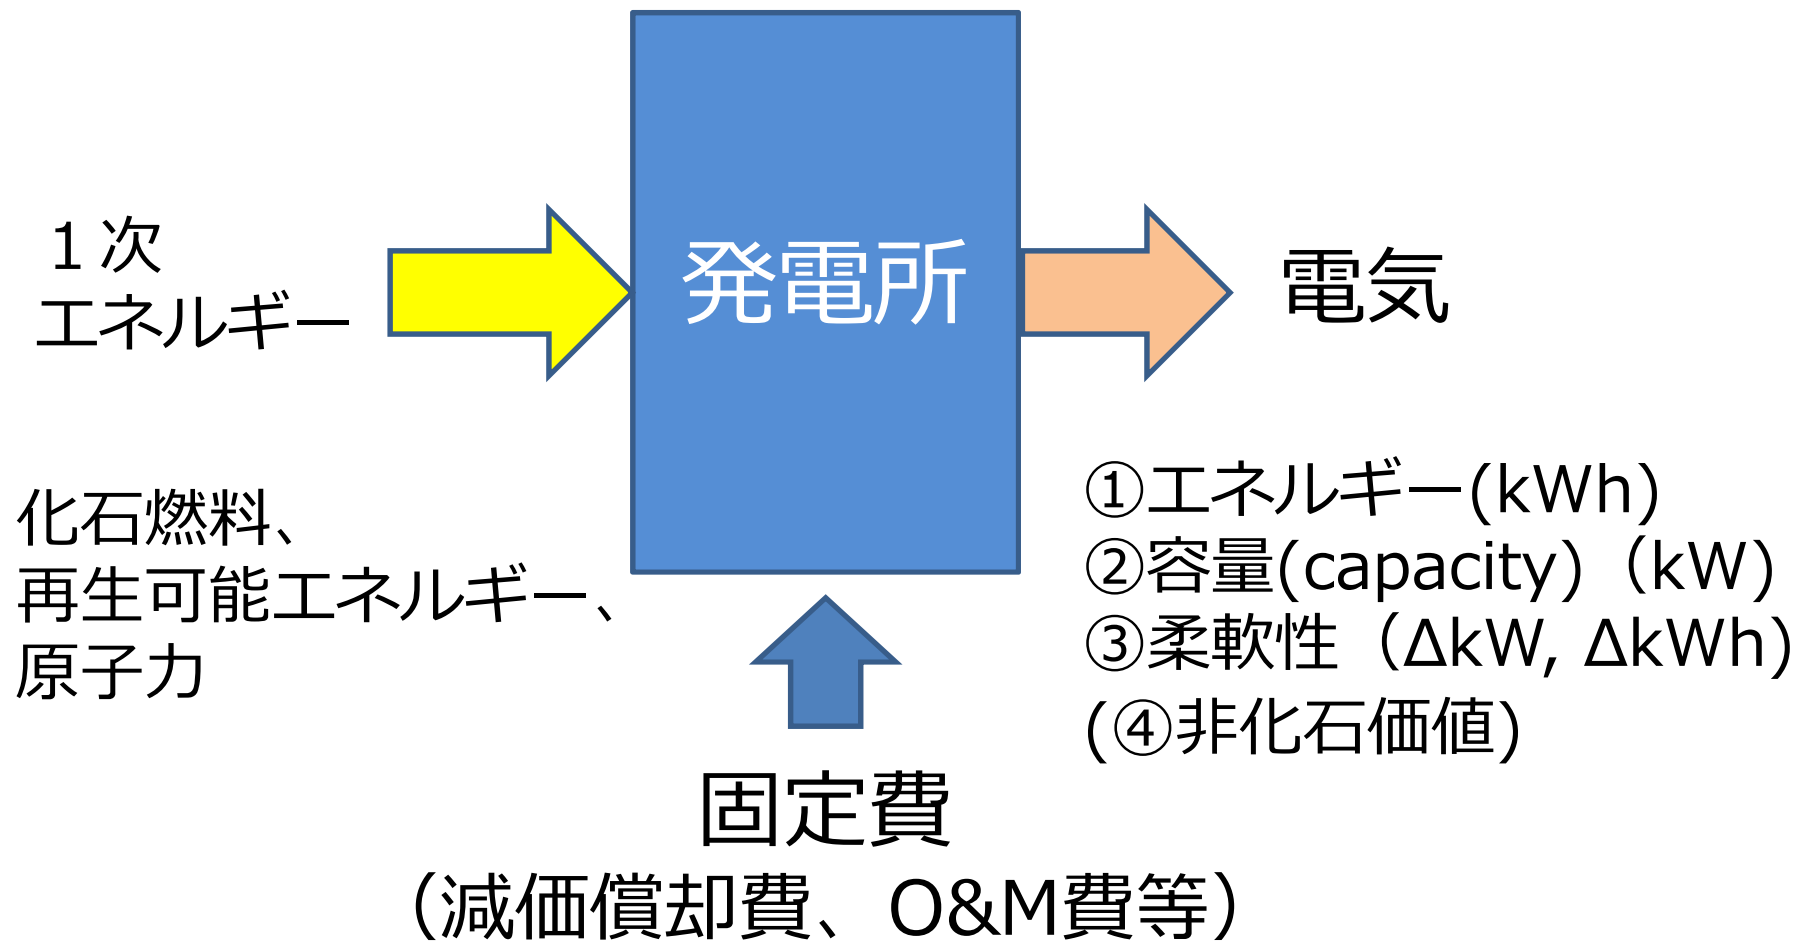 １次
エネルギー
発電所
電気
化石燃料、
再生可能エネルギー、
原子力
①エネルギー(kWh)
②容量(capacity)（kW)
③柔軟性（ΔkW, ΔkWh)
(④非化石価値)
固定費
（減価償却費、O&M費等）